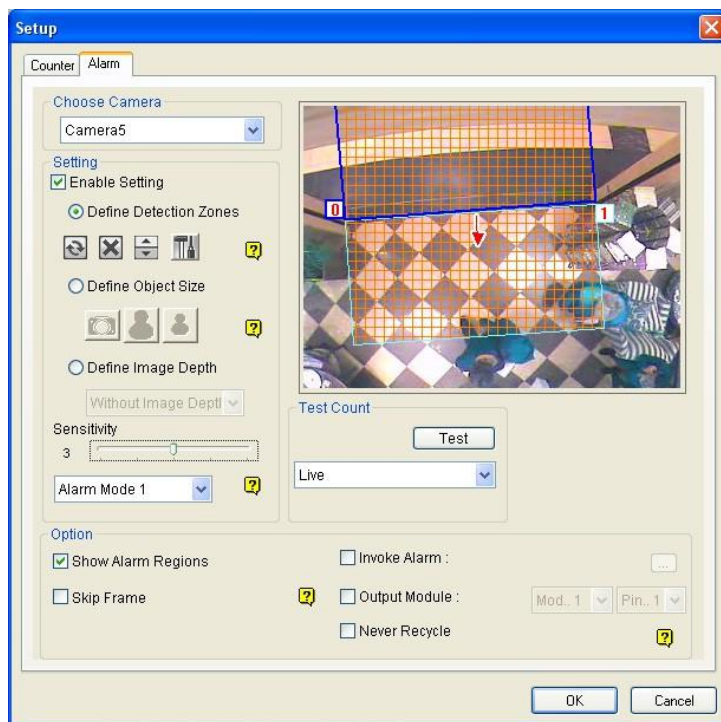 Setup
Counter
Alarm
Choose Camera
Camera5
Setting
Enable Setting
Define Detection Zones
?
Define Object Size
?
Define Image Depth
Without Image Dept
Sensitivity
3
Alarm Mode 1
?
0
1
Test Count
Test
Live
Option
Show Alarm Regions
Skip Frame
?
Invoke Alarm :
...
Output Module :
Mod.. 1
Pin.. 1
Never Recycle
?
OK
Cancel